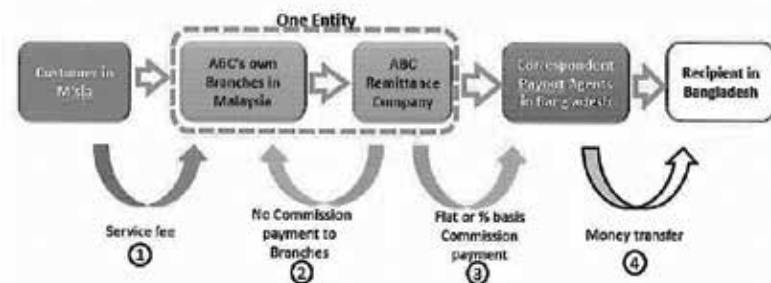 One Entity
Customer in
M'sia
ABC's own
Branches in
Malaysia
ABC
Remittance
Company
Correspondent
Payout Agents
in Bangladesh
Recipient in
Bangladesh
Service fee
1
No Commission
payment to
Branches
2
Flat or % basis
Commission
payment
3
Money transfer
4